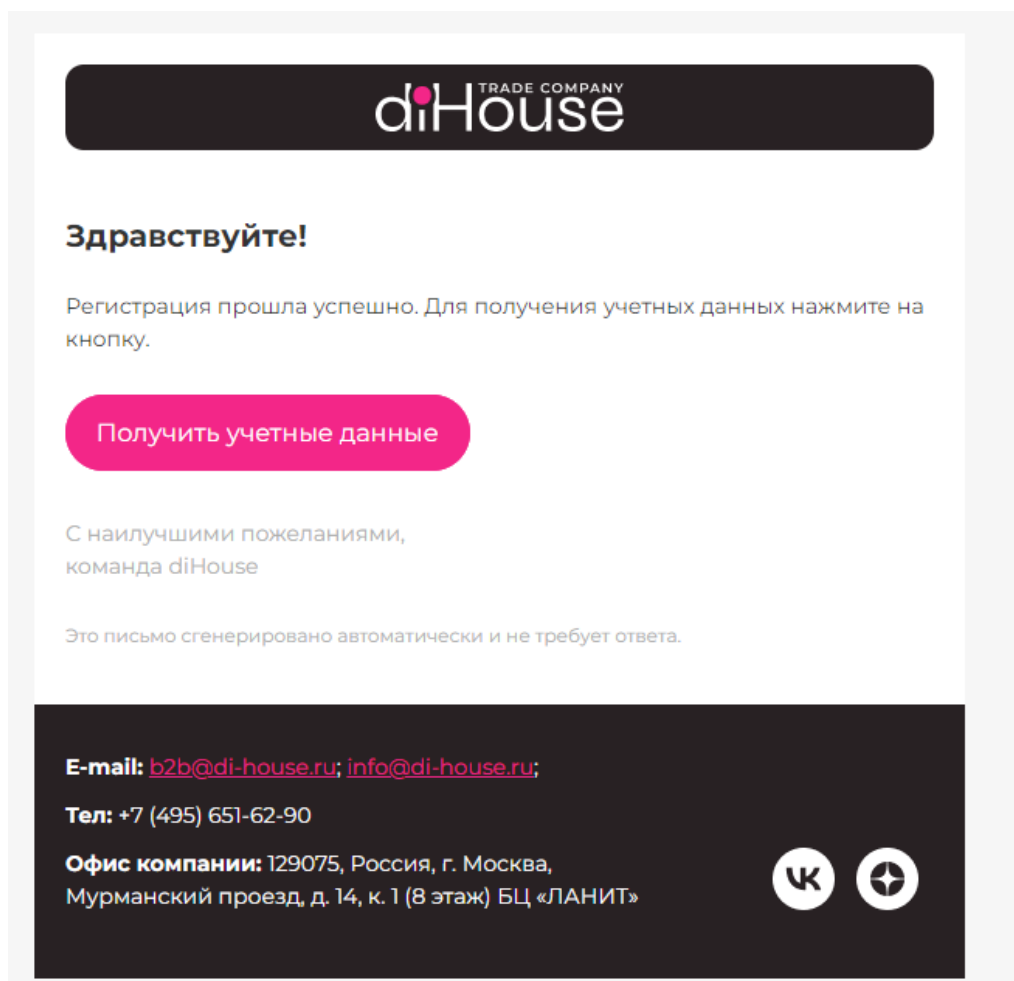 TRADE COMPANY
diHouse
Здравствуйте!
Регистрация прошла успешно. Для получения учетных данных нажмите на
кнопку.
Получить учетные данные
С наилучшими пожеланиями,
команда diHouse
Это письмо сгенерировано автоматически и не требует ответа.
E-mail: b2b@di-house.ru; info@di-house.ru;
Тел: +7 (495) 651-62-90
Офис компании: 129075, Россия, г. Москва,
Мурманский проезд, д. 14, к. 1 (8 этаж) БЦ «ЛАНИТ»